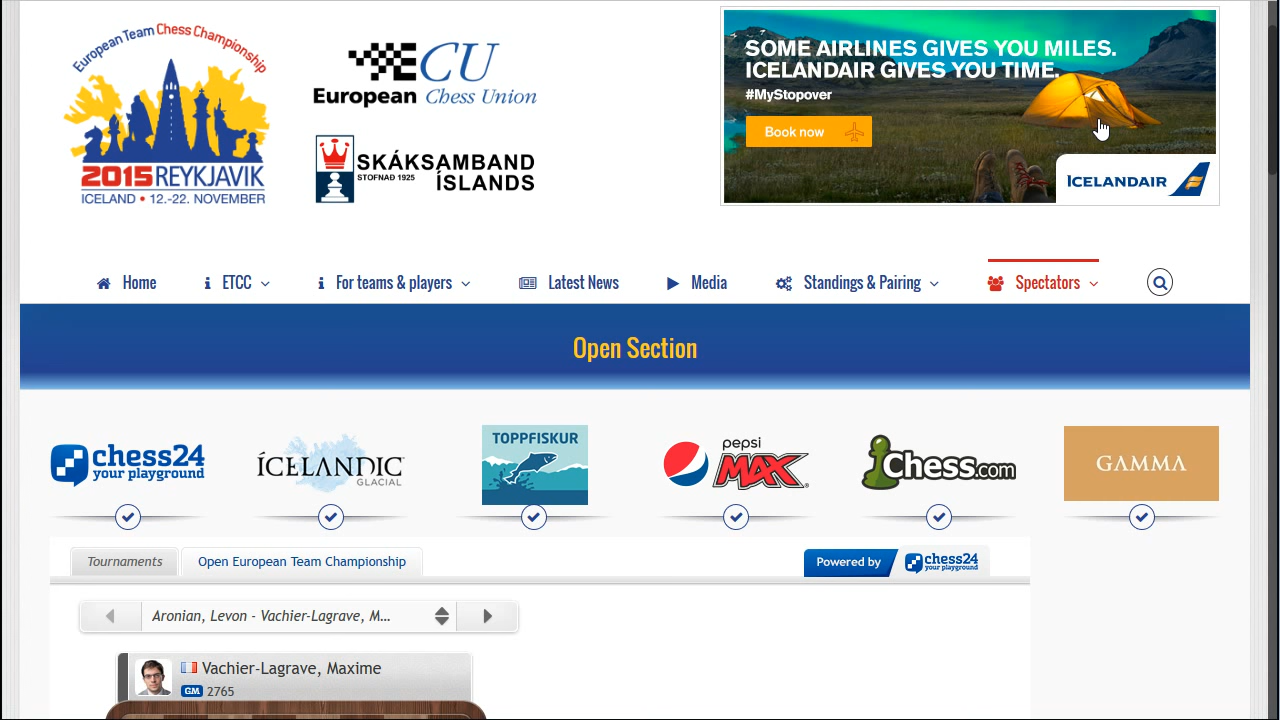 European Team Chess Championship
2015 REYKJAVIK
ICELAND • 12.-22. NOVEMBER
ECU
European Chess Union
SKÁKSAMBAND
STOFNAÐ 1925 ÍSLANDS
SOME AIRLINES GIVES YOU MILES.
ICELANDAIR GIVES YOU TIME.
#MyStopover
Book now
ICELANDAIR
Home ETCC For teams & players Latest News Media Standings & Pairing Spectators
Open Section
chess24
your playground
ÍCELANDIC
GLACIAL
TOPPFISKUR
pepsi
MAX
Chess.com
GAMMA
Tournaments Open European Team Championship Powered by chess24
your playground
Aronian, Levon - Vachier-Lagrave, M...
Vachier-Lagrave, Maxime
GM 2765